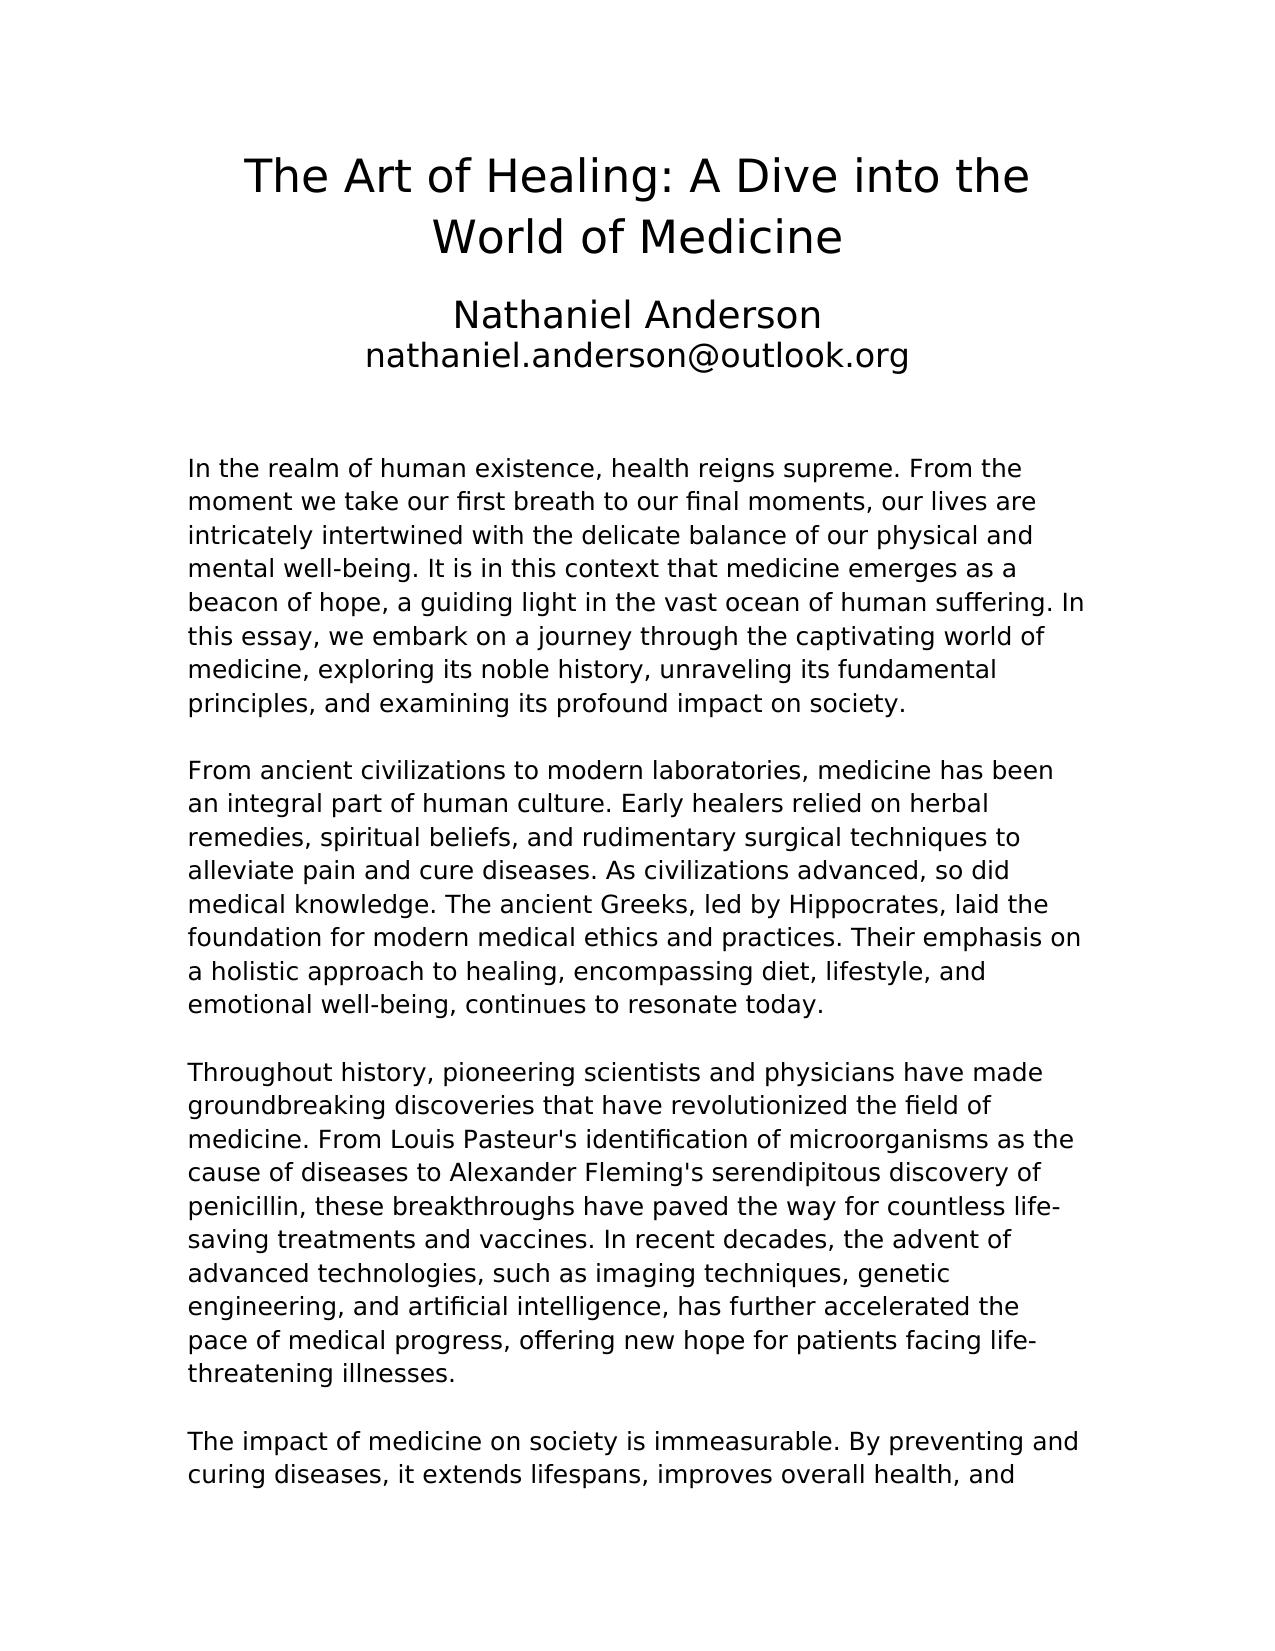 The Art of Healing: A Dive into the
World of Medicine
Nathaniel Anderson
nathaniel.anderson@outlook.org
In the realm of human existence, health reigns supreme. From the
moment we take our first breath to our final moments, our lives are
intricately intertwined with the delicate balance of our physical and
mental well-being. It is in this context that medicine emerges as a
beacon of hope, a guiding light in the vast ocean of human suffering. In
this essay, we embark on a journey through the captivating world of
medicine, exploring its noble history, unraveling its fundamental
principles, and examining its profound impact on society.
From ancient civilizations to modern laboratories, medicine has been
an integral part of human culture. Early healers relied on herbal
remedies, spiritual beliefs, and rudimentary surgical techniques to
alleviate pain and cure diseases. As civilizations advanced, so did
medical knowledge. The ancient Greeks, led by Hippocrates, laid the
foundation for modern medical ethics and practices. Their emphasis on
a holistic approach to healing, encompassing diet, lifestyle, and
emotional well-being, continues to resonate today.
Throughout history, pioneering scientists and physicians have made
groundbreaking discoveries that have revolutionized the field of
medicine. From Louis Pasteur's identification of microorganisms as the
cause of diseases to Alexander Fleming's serendipitous discovery of
penicillin, these breakthroughs have paved the way for countless life-
saving treatments and vaccines. In recent decades, the advent of
advanced technologies, such as imaging techniques, genetic
engineering, and artificial intelligence, has further accelerated the
pace of medical progress, offering new hope for patients facing life-
threatening illnesses.
The impact of medicine on society is immeasurable. By preventing and
curing diseases, it extends lifespans, improves overall health, and